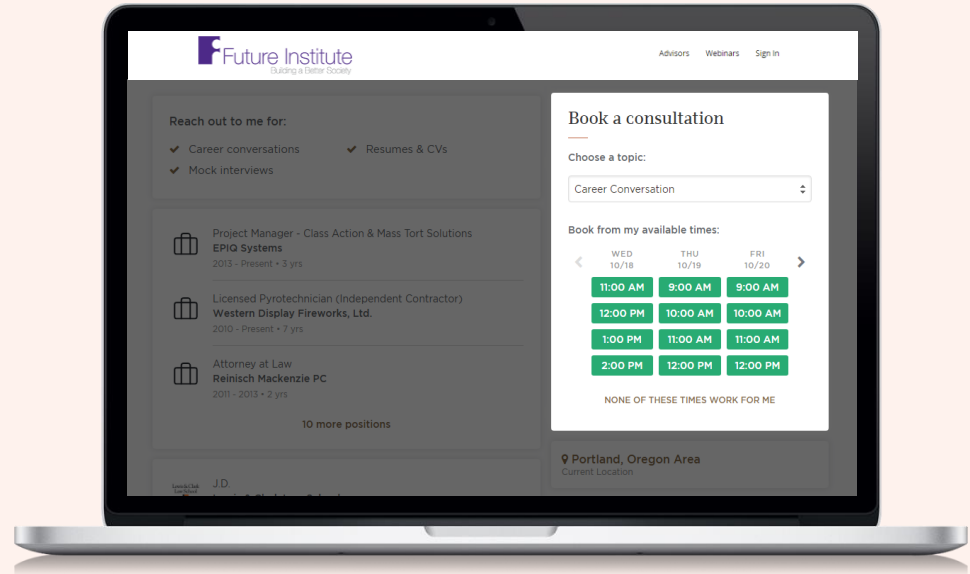 Future Institute
Building a Better Society
Advisors Webinars Sign In
Reach out to me for:
Career conversations
Resumes & CVs
Mock interviews
Project Manager - Class Action & Mass Tort Solutions
EPIQ Systems
2013 - Present • 3 yrs
Licensed Pyrotechnician (Independent Contractor)
Western Display Fireworks, Ltd.
2010 - Present • 7 yrs
Attorney at Law
Reinisch Mackenzie PC
2011 - 2013 • 2 yrs
10 more positions
J.D.
Book a consultation
Choose a topic:
Career Conversation
Book from my available times:
WED THU FRI
10/18 10/19 10/20
11:00 AM 9:00 AM 9:00 AM
12:00 PM 10:00 AM 10:00 AM
1:00 PM 11:00 AM 11:00 AM
2:00 PM 12:00 PM 12:00 PM
NONE OF THESE TIMES WORK FOR ME
Portland, Oregon Area
Current Location